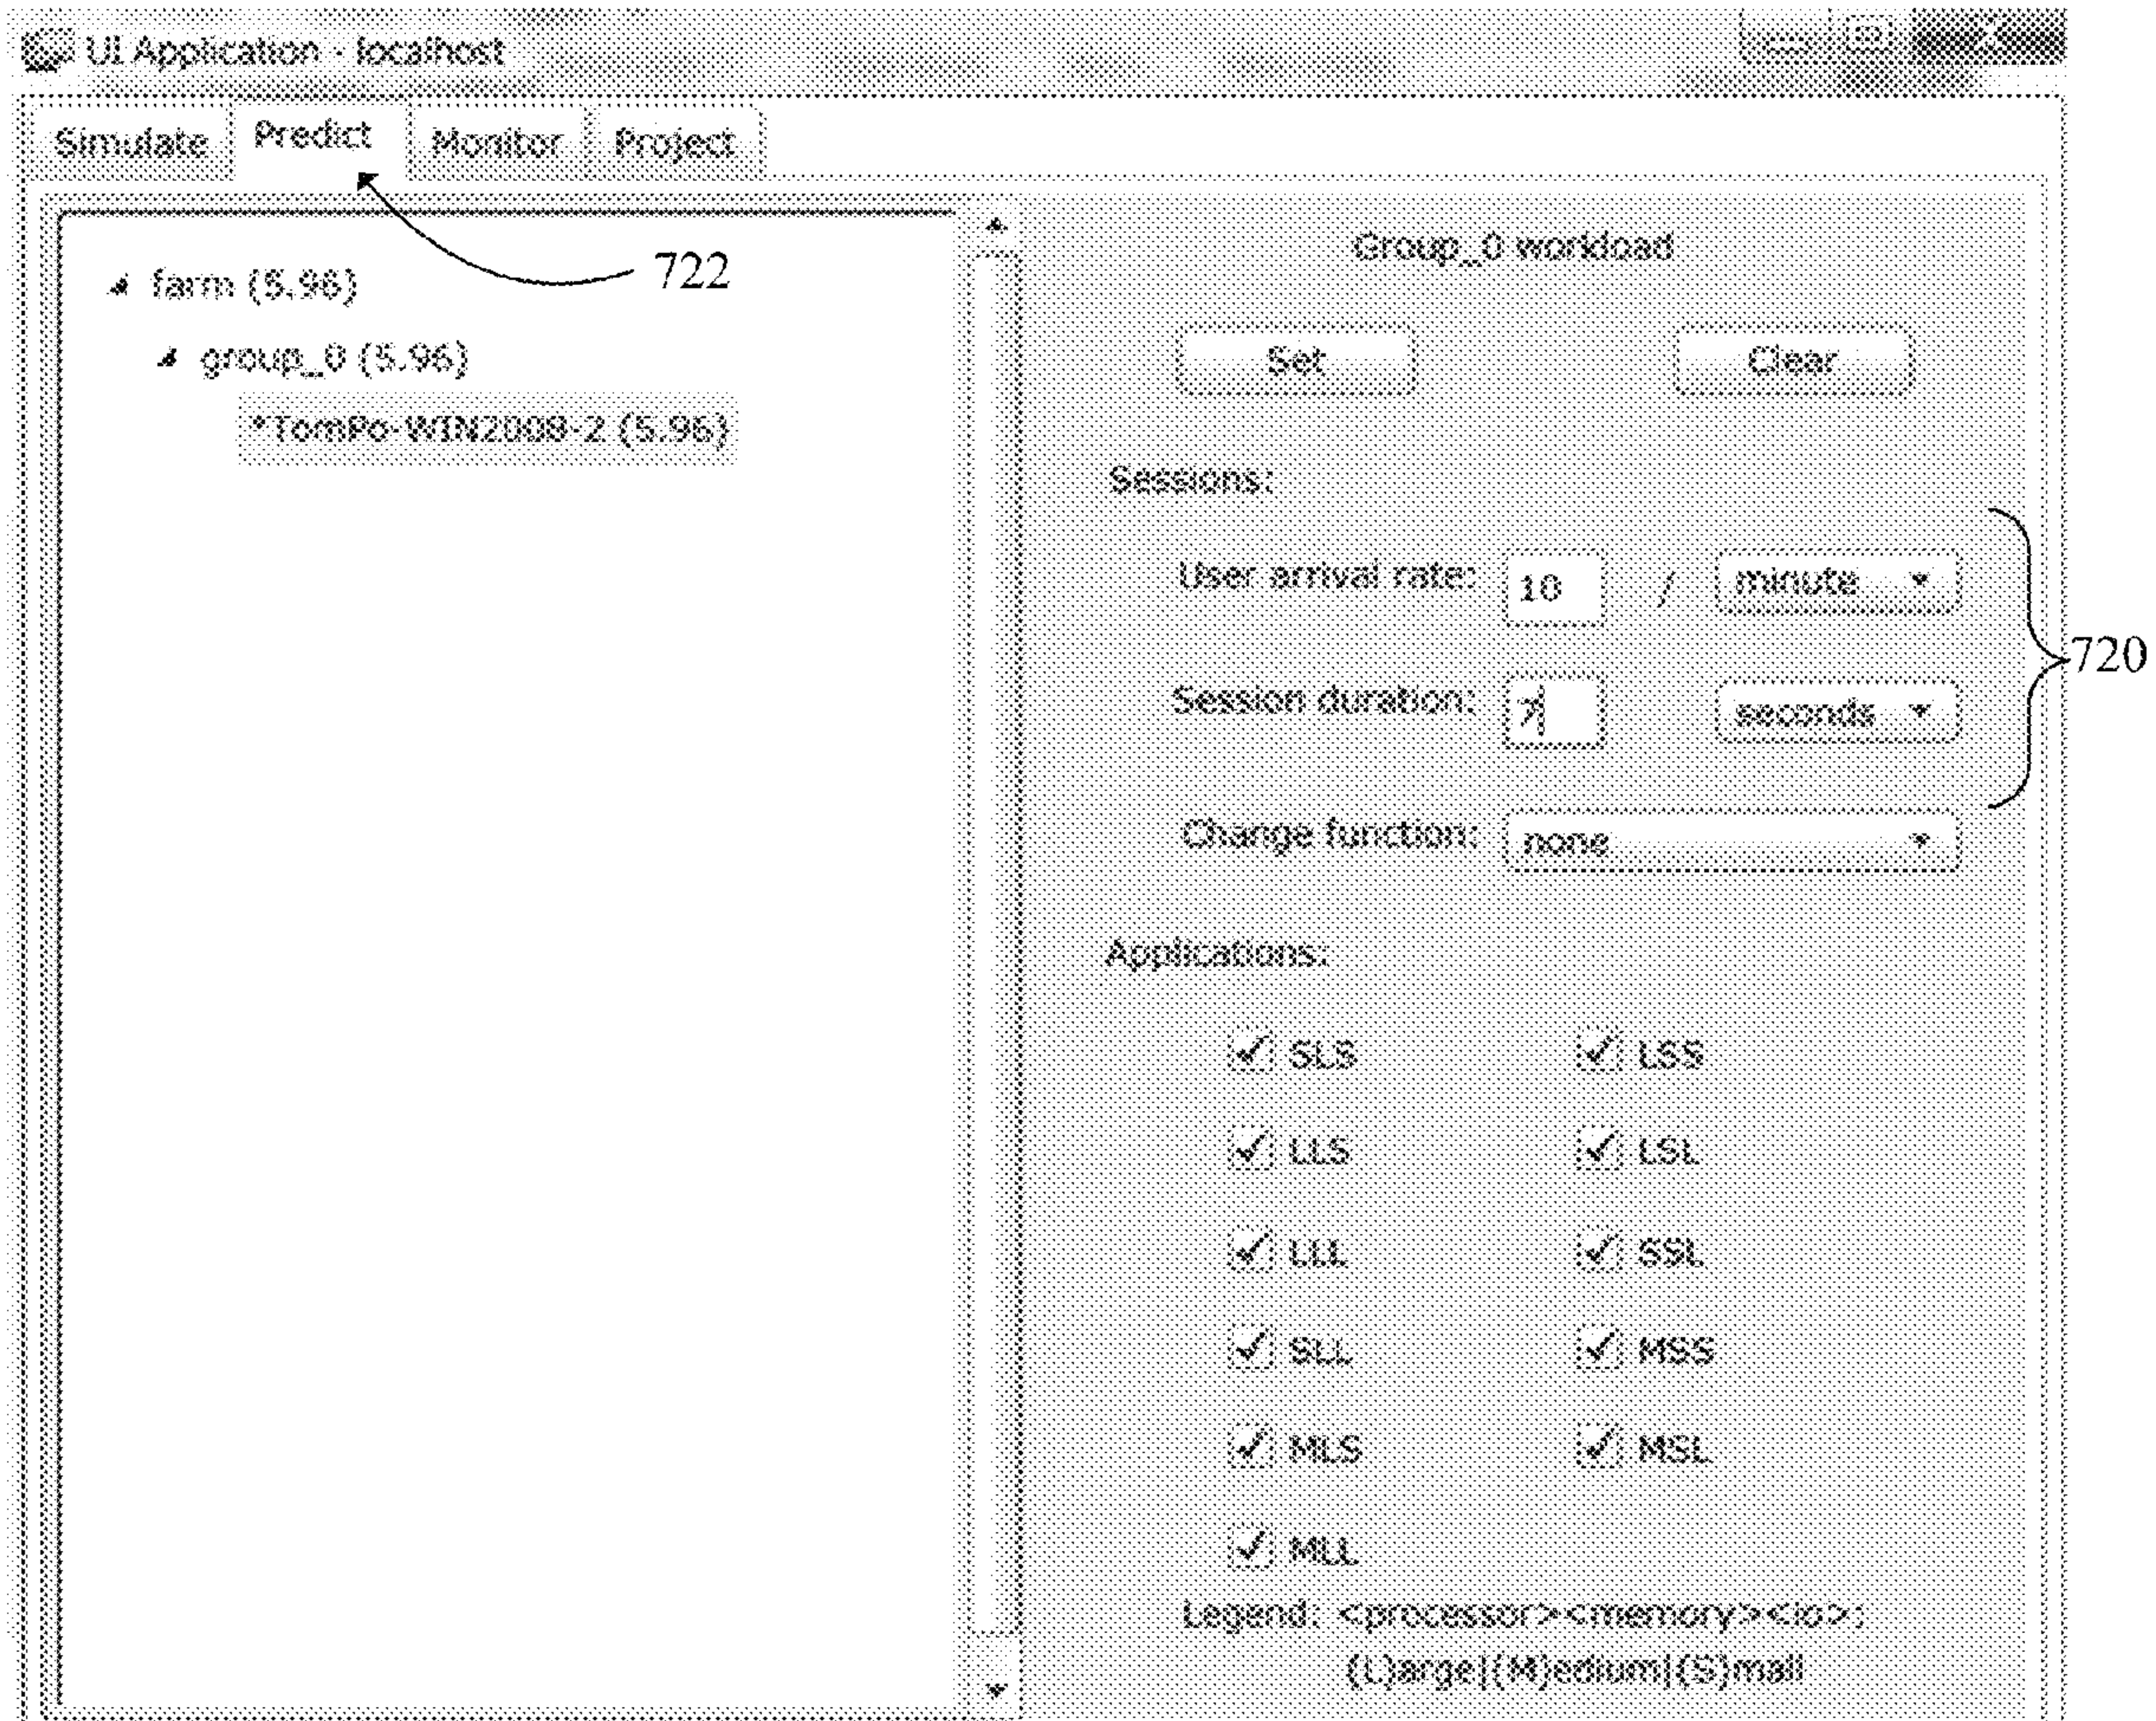 UI Application - localhost
Simulate Predict Monitor Project
722
farm (5.96)
group_0 (5.96)
*TomPo-WIN2008-2 (5.96)
Group_0 workload
Set Clear
Sessions:
User arrival rate: 10 / minute
Session duration: 7 seconds
720
Change function: none
Applications:
SLS LSS
LLS LSL
LLL SSL
SLL MSS
MLS MSL
MLL
Legend: <processor><memory><io>:
(L)arge|(M)edium|(S)mall